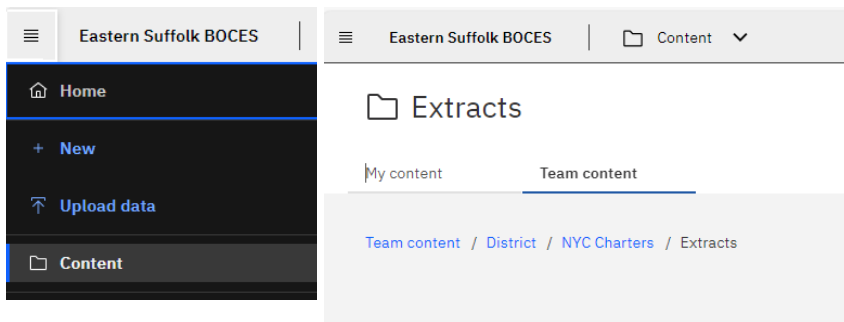 Eastern Suffolk BOCES
Home
New
Upload data
Content
Eastern Suffolk BOCES
Content
Extracts
My content
Team content
Team content / District / NYC Charters / Extracts